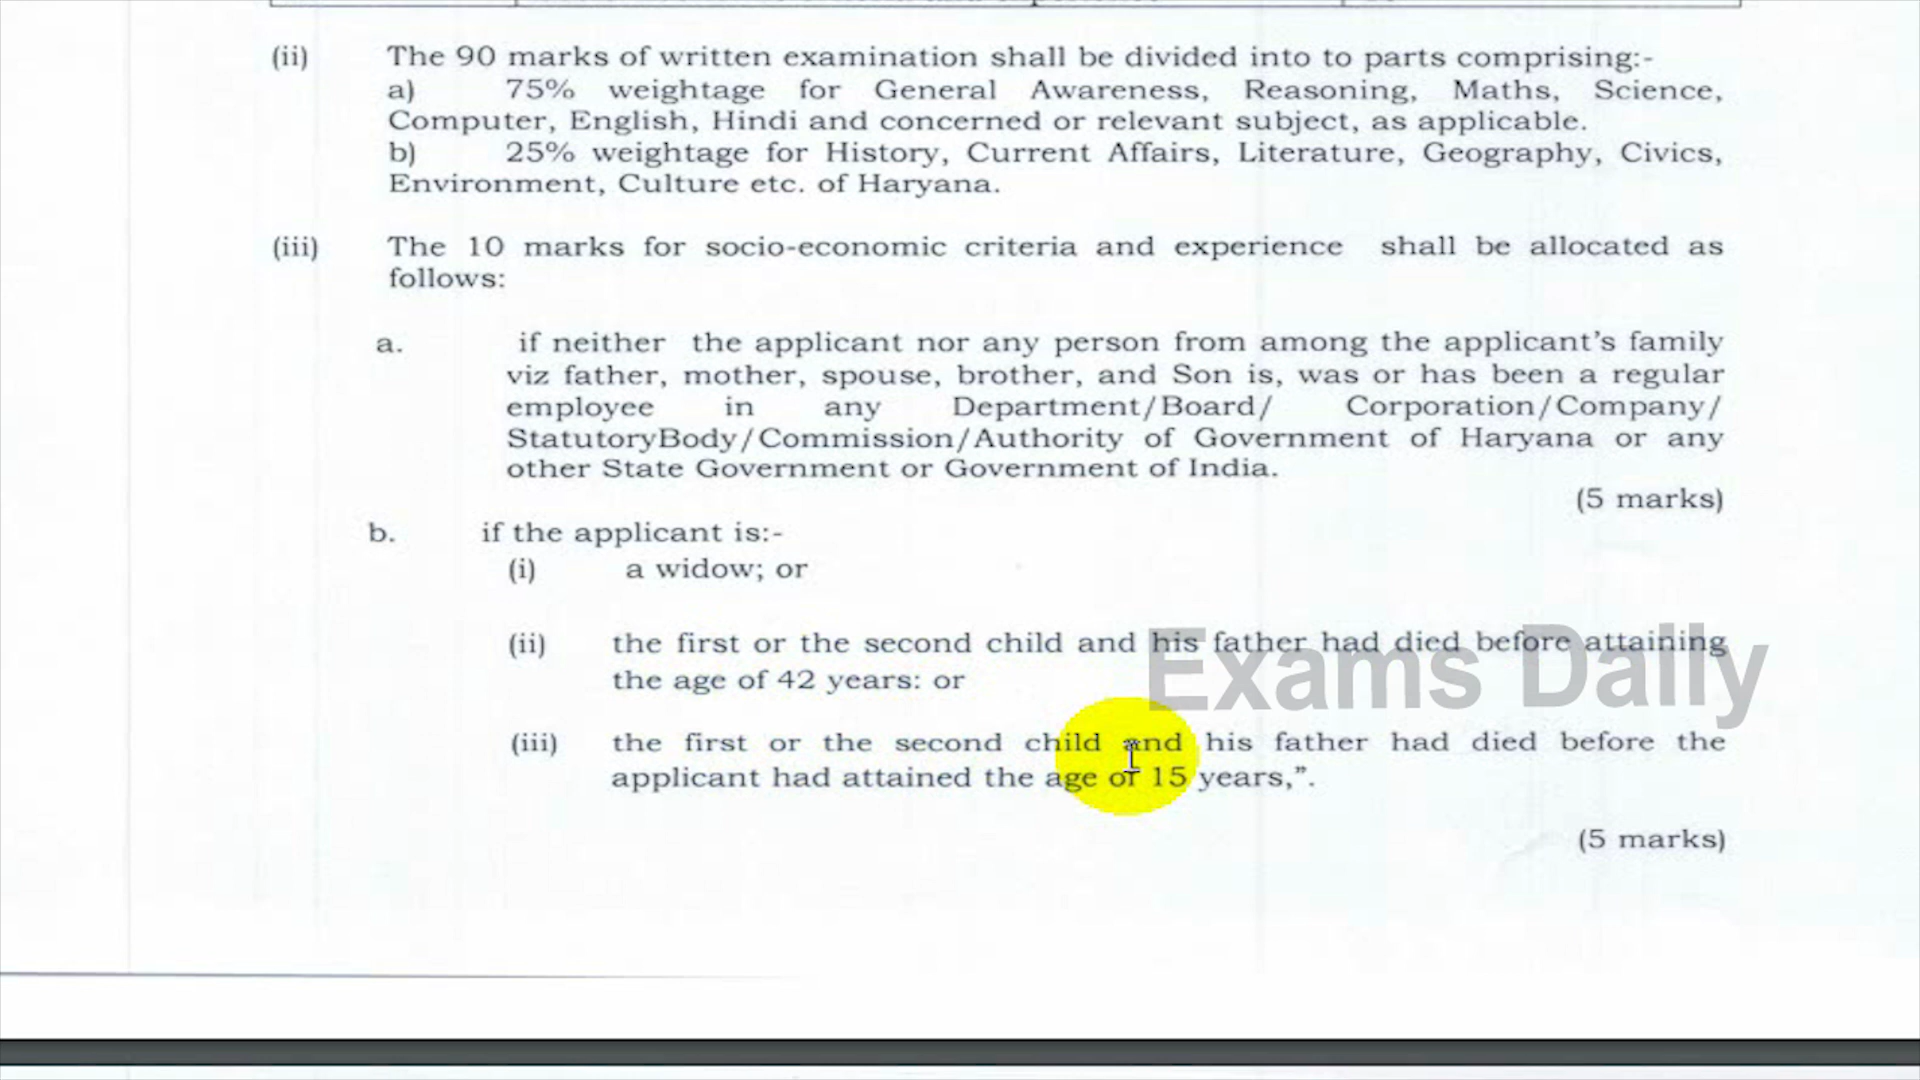 (ii) The 90 marks of written examination shall be divided into to parts comprising:-
a) 75% weightage for General Awareness, Reasoning, Maths, Science,
Computer, English, Hindi and concerned or relevant subject, as applicable.
b) 25% weightage for History, Current Affairs, Literature, Geography, Civics,
Environment, Culture etc. of Haryana.
(iii) The 10 marks for socio-economic criteria and experience shall be allocated as
follows:
a. if neither the applicant nor any person from among the applicant's family
viz father, mother, spouse, brother, and Son is, was or has been a regular
employee in any Department/Board/ Corporation/Company/
StatutoryBody/Commission/Authority of Government of Haryana or any
other State Government or Government of India.
(5 marks)
b. if the applicant is:-
(i) a widow; or
(ii) the first or the second child and his father had died before attaining
the age of 42 years: or
Exams Daily
(iii) the first or the second child and his father had died before the
applicant had attained the age of 15 years,”.
(5 marks)